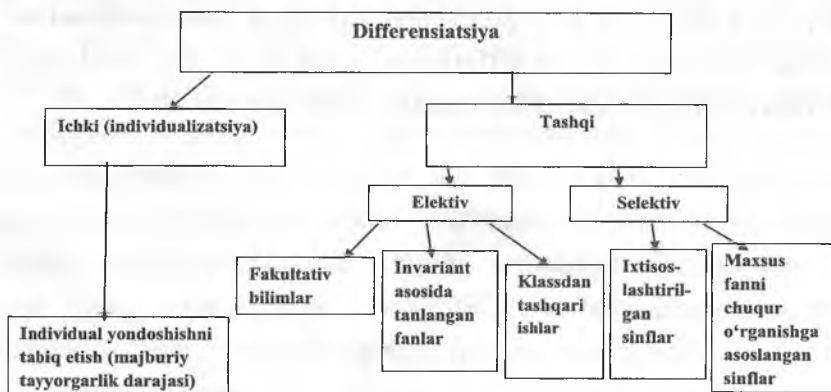 Differensiatsiya
Ichki (individualizatsiya)
Tashqi
Elektiv
Selektiv
Fakultativ
bilimlar
Invariant
asosida
tanlangan
fanlar
Klassdan
tashqari
ishlar
Ixtisos-
lashtiril-
gan
sinflar
Maxsus
fanni
chuqur
o‘rganishga
asoslangan
sinflar
Individual yondoshishni
tabiq etish (majburiy
tayyorgarlik darajasi)